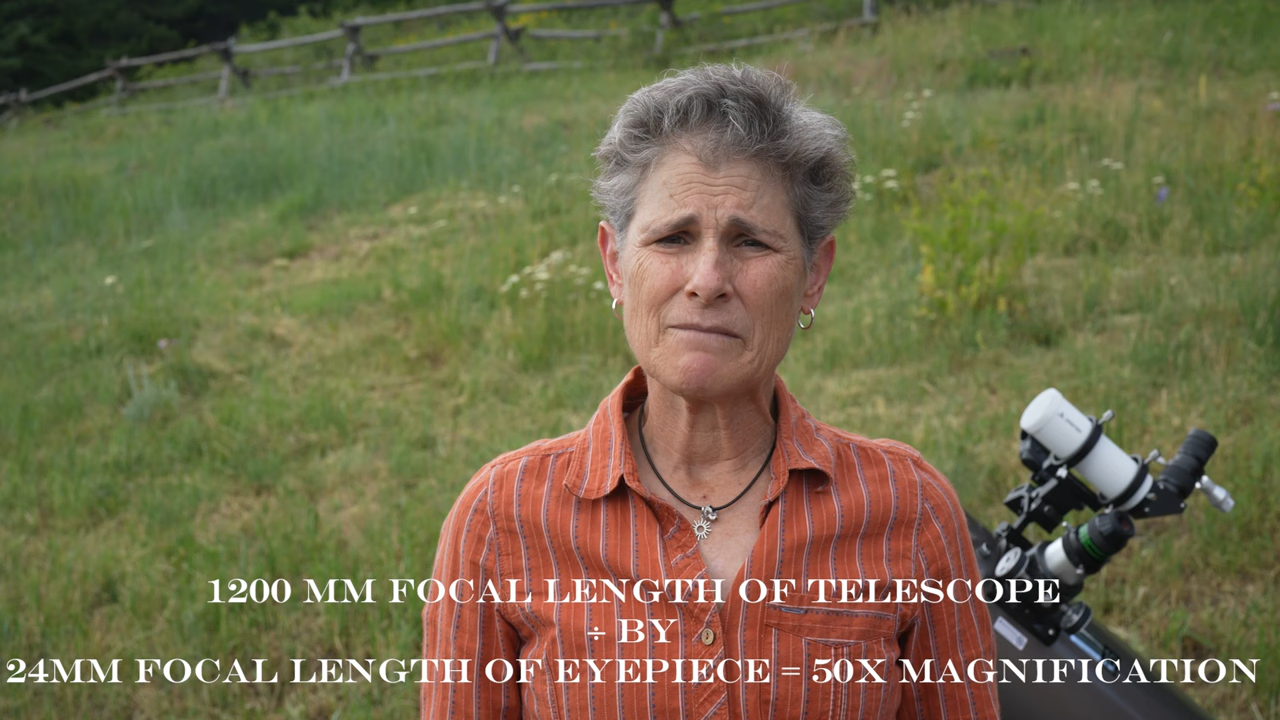 1200 MM FOCAL LENGTH OF TELESCOPE
÷ BY
24MM FOCAL LENGTH OF EYEPIECE = 50X MAGNIFICATION